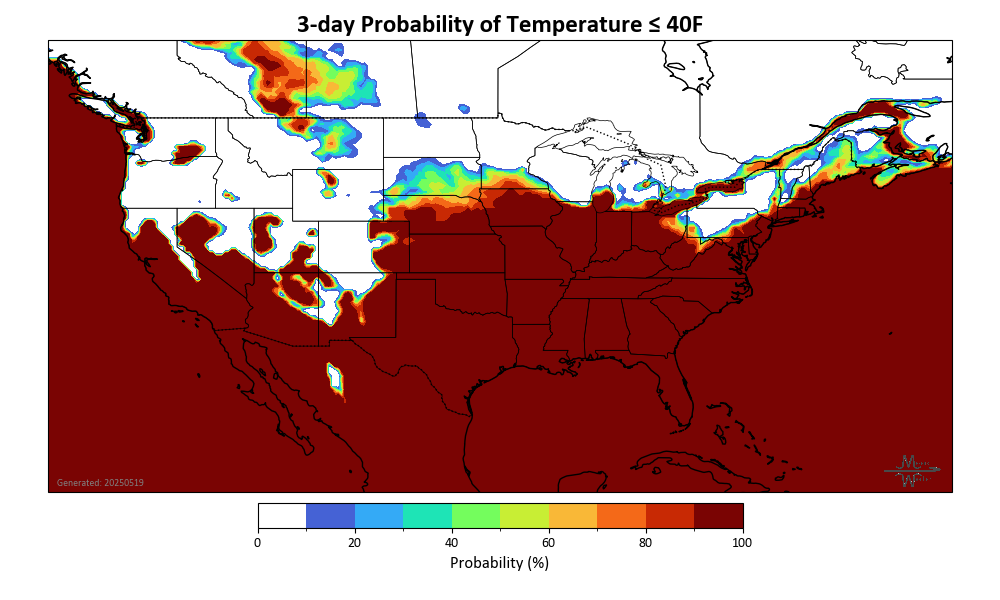 3-day Probability of Temperature ≤ 40F
Generated: 20250519
0 20 40 60 80 100
Probability (%)